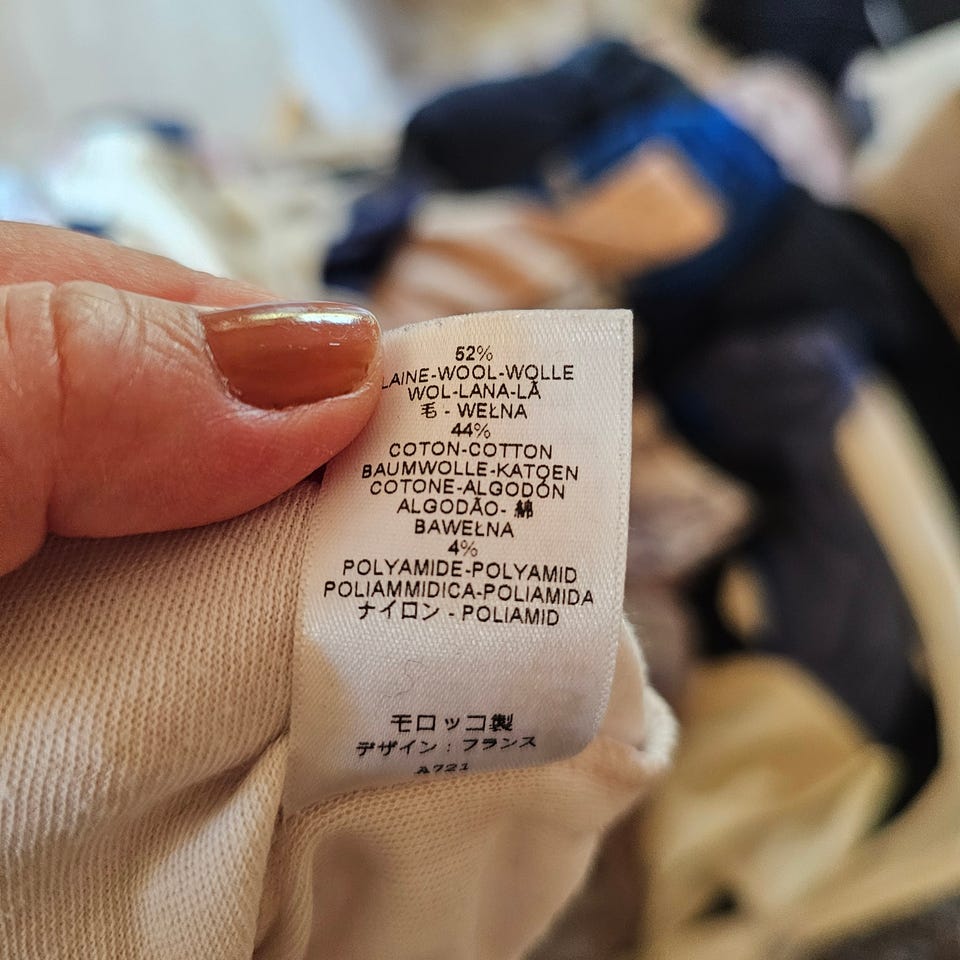 52%
LAINE-WOOL-WOLLE
WOL-LANA-LÃ
毛 - WEŁNA
44%
COTON-COTTON
BAUMWOLLE-KATOEN
COTONE-ALGODÓN
ALGODÃO- 綿
BAWEŁNA
4%
POLYAMIDE-POLYAMID
POLIAMMIDICA-POLIAMIDA
ナイロン - POLIAMID
モロッコ製
デザイン : フランス
A721